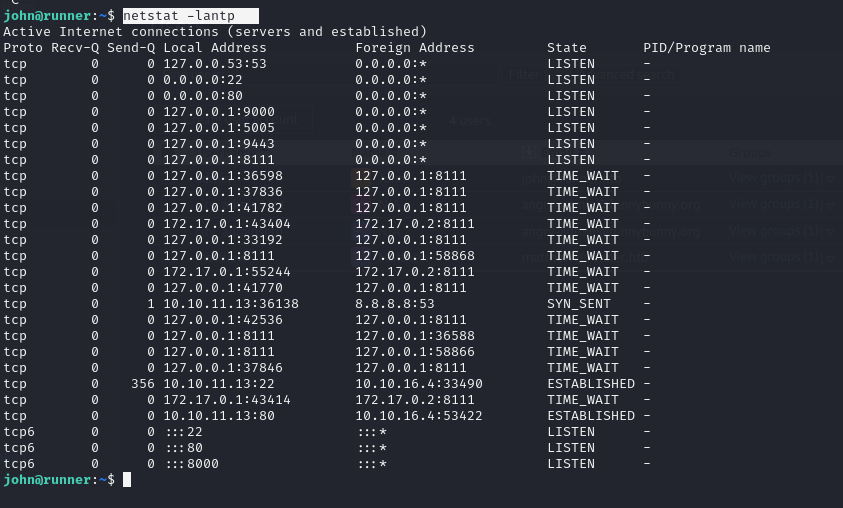 john@runner:~$ netstat -lantp
Active Internet connections (servers and established)
Proto Recv-Q Send-Q Local Address Foreign Address State PID/Program name
tcp 0 0 127.0.0.53:53 0.0.0.0:* LISTEN -
tcp 0 0 0.0.0.0:22 0.0.0.0:* LISTEN -
tcp 0 0 0.0.0.0:80 0.0.0.0:* LISTEN -
tcp 0 0 127.0.0.1:9000 0.0.0.0:* LISTEN -
tcp 0 0 127.0.0.1:5005 0.0.0.0:* LISTEN -
tcp 0 0 127.0.0.1:9443 0.0.0.0:* LISTEN -
tcp 0 0 127.0.0.1:8111 0.0.0.0:* LISTEN -
tcp 0 0 127.0.0.1:36598 127.0.0.1:8111 TIME_WAIT -
tcp 0 0 127.0.0.1:37836 127.0.0.1:8111 TIME_WAIT -
tcp 0 0 127.0.0.1:41782 127.0.0.1:8111 TIME_WAIT -
tcp 0 0 172.17.0.1:43404 172.17.0.2:8111 TIME_WAIT -
tcp 0 0 127.0.0.1:33192 127.0.0.1:8111 TIME_WAIT -
tcp 0 0 127.0.0.1:8111 127.0.0.1:58868 TIME_WAIT -
tcp 0 0 172.17.0.1:55244 172.17.0.2:8111 TIME_WAIT -
tcp 0 0 127.0.0.1:41770 127.0.0.1:8111 TIME_WAIT -
tcp 0 1 10.10.11.13:36138 8.8.8.8:53 SYN_SENT -
tcp 0 0 127.0.0.1:42536 127.0.0.1:8111 TIME_WAIT -
tcp 0 0 127.0.0.1:8111 127.0.0.1:36588 TIME_WAIT -
tcp 0 0 127.0.0.1:8111 127.0.0.1:58866 TIME_WAIT -
tcp 0 0 127.0.0.1:37846 127.0.0.1:8111 TIME_WAIT -
tcp 0 356 10.10.11.13:22 10.10.16.4:33490 ESTABLISHED -
tcp 0 0 172.17.0.1:43414 172.17.0.2:8111 TIME_WAIT -
tcp 0 0 10.10.11.13:80 10.10.16.4:53422 ESTABLISHED -
tcp6 0 0 :::22 :::* LISTEN -
tcp6 0 0 :::80 :::* LISTEN -
tcp6 0 0 :::8000 :::* LISTEN -
john@runner:~$